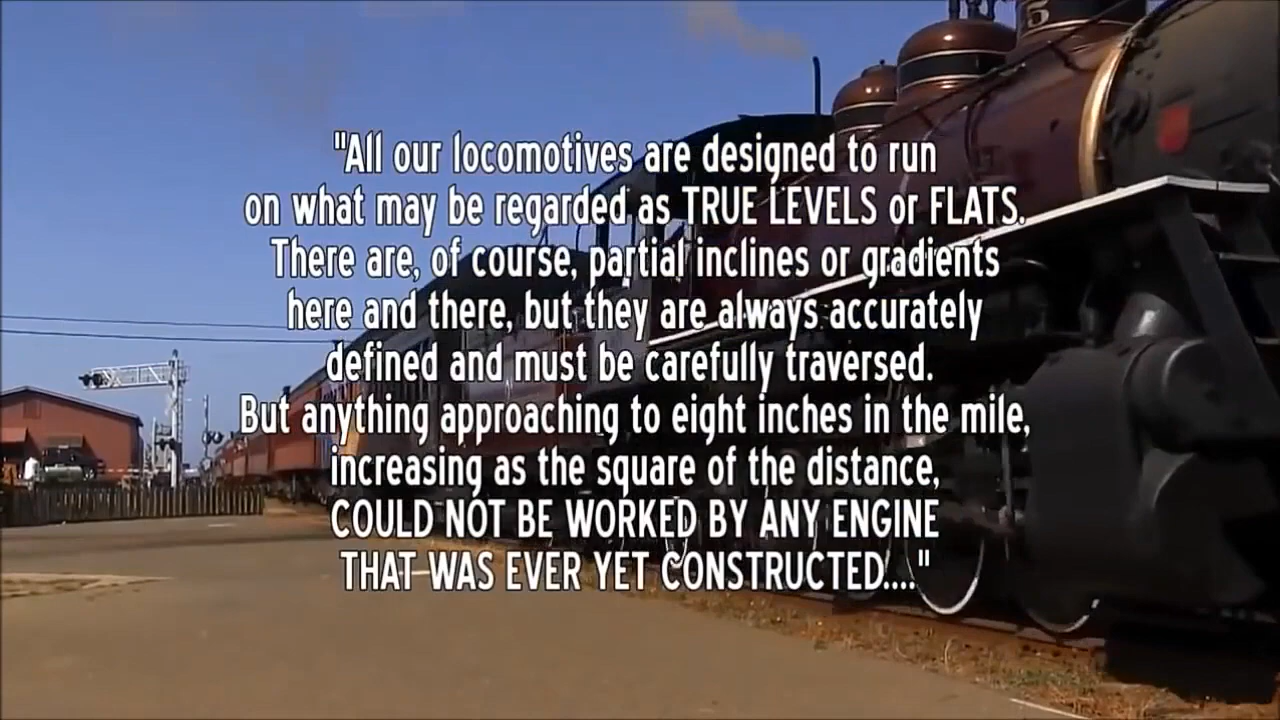 5
"All our locomotives are designed to run
on what may be regarded as TRUE LEVELS or FLATS.
There are, of course, partial inclines or gradients
here and there, but they are always accurately
defined and must be carefully traversed.
But anything approaching to eight inches in the mile,
increasing as the square of the distance,
COULD NOT BE WORKED BY ANY ENGINE
THAT WAS EVER YET CONSTRUCTED...."